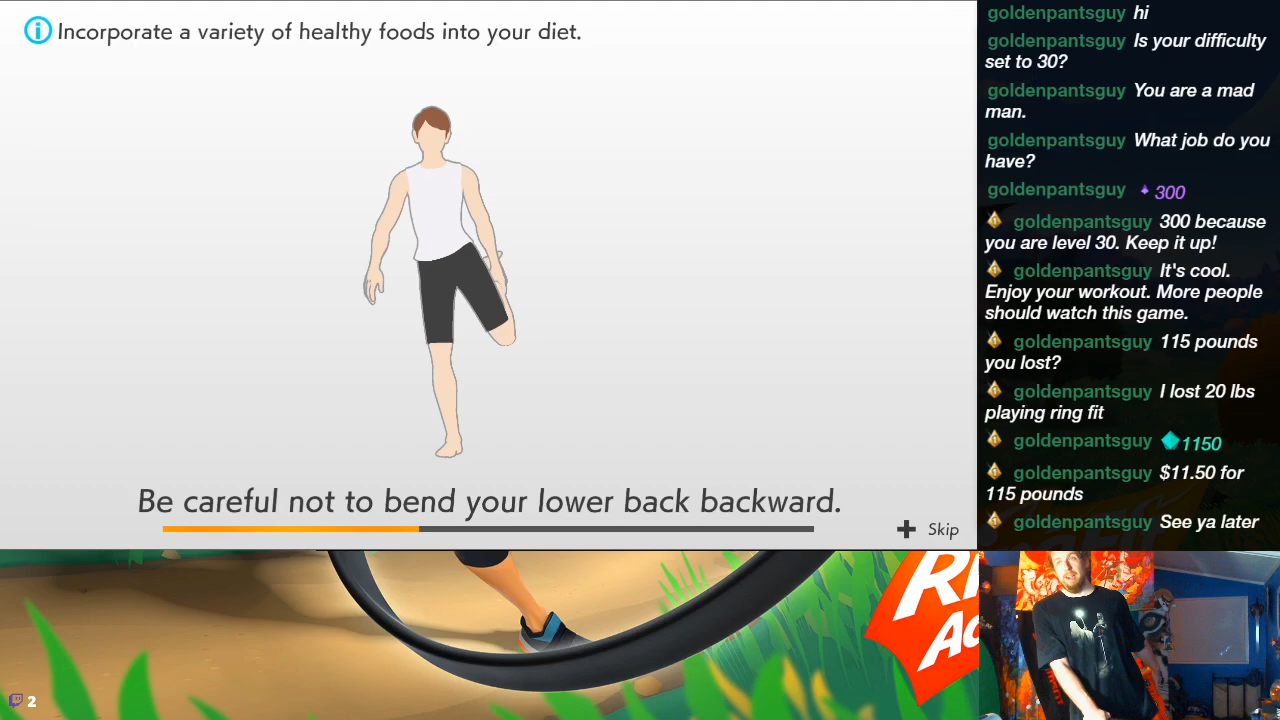 Incorporate a variety of healthy foods into your diet.
Be careful not to bend your lower back backward.
Skip
2
goldenpantsguy hi
goldenpantsguy Is your difficulty
set to 30?
goldenpantsguy You are a mad
man.
goldenpantsguy What job do you
have?
goldenpantsguy 300
goldenpantsguy 300 because
you are level 30. Keep it up!
goldenpantsguy It's cool.
Enjoy your workout. More people
should watch this game.
goldenpantsguy 115 pounds
you lost?
goldenpantsguy I lost 20 lbs
playing ring fit
goldenpantsguy 1150
goldenpantsguy $11.50 for
115 pounds
goldenpantsguy See ya later